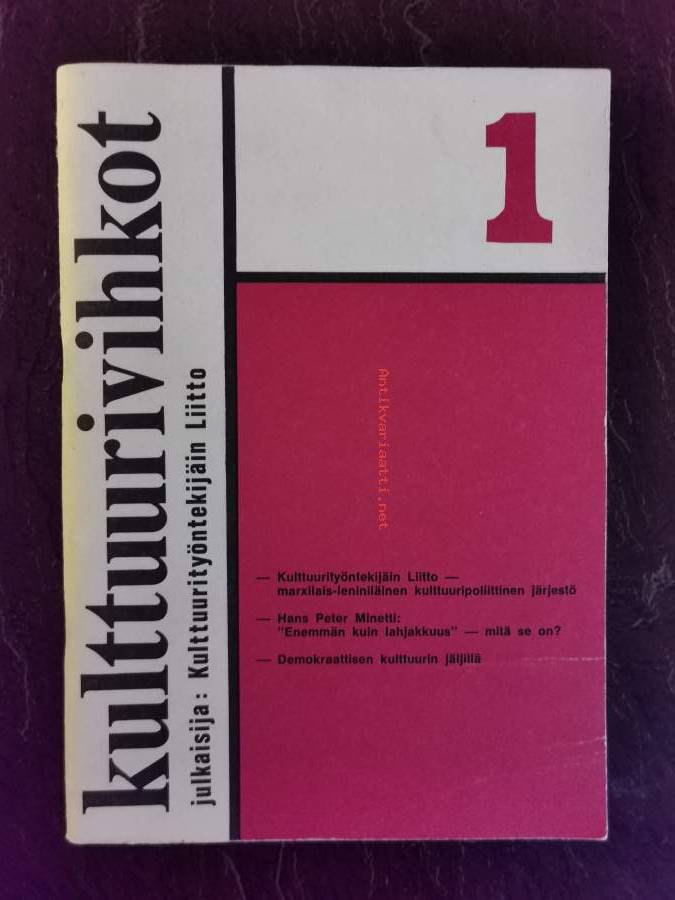 kulttuurivihkot
julkaisija: Kulttuurityöntekijäin Liitto
1
Antikvariaatti.net
— Kulttuurityöntekijäin Liitto —
marxilais-leniniläinen kulttuuripoliittinen järjestö
— Hans Peter Minetti:
"Enemmän kuin lahjakkuus" — mitä se on?
— Demokraattisen kulttuurin jäljillä